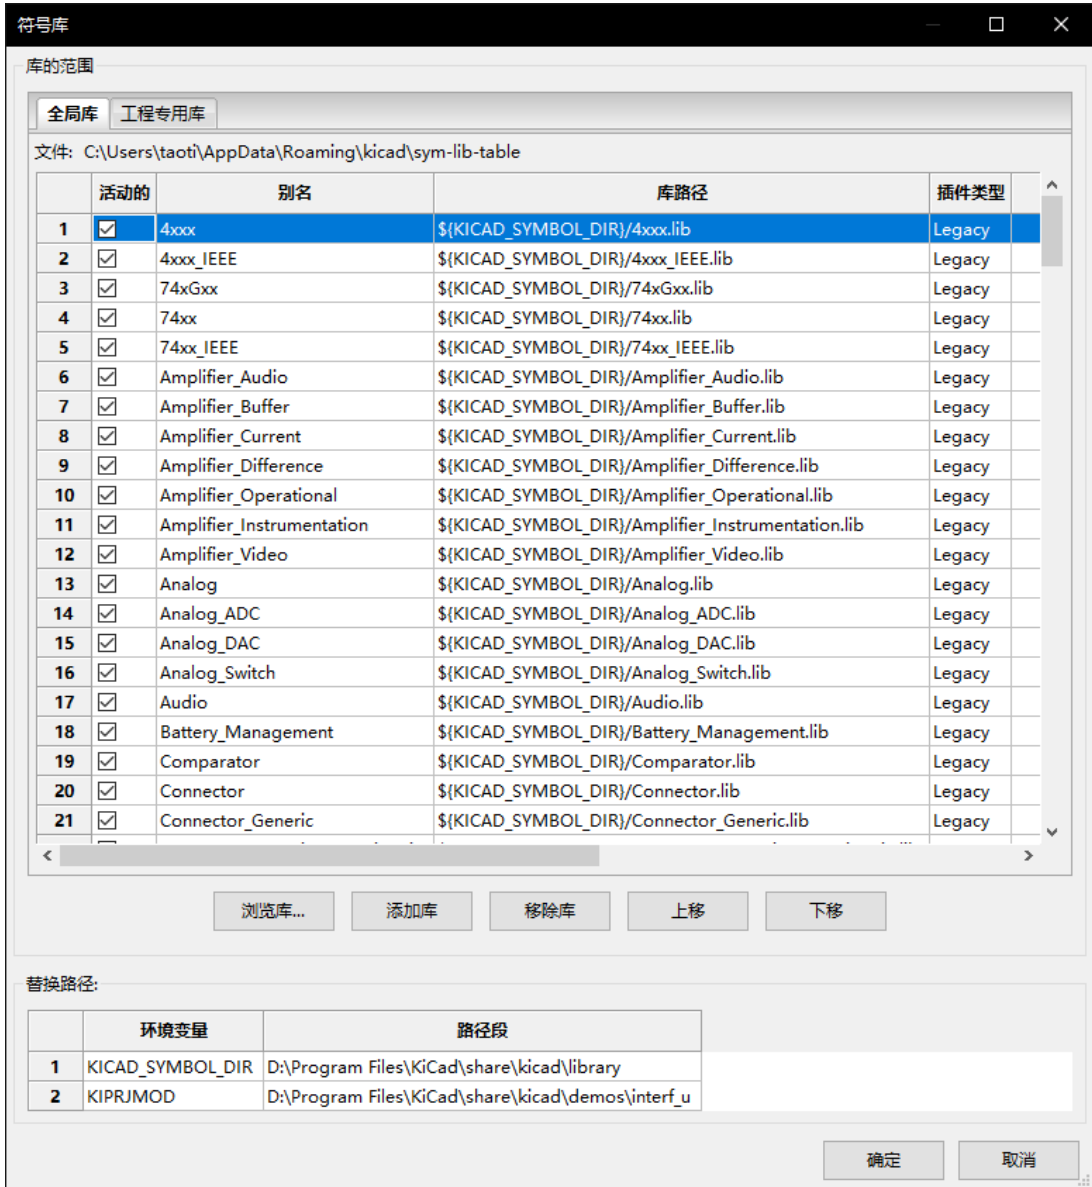 符号库
库的范围
全局库 工程专用库
文件: C:\Users\taoti\AppData\Roaming\kicad\sym-lib-table
活动的 别名 库路径 插件类型
1 4xxx ${KICAD_SYMBOL_DIR}/4xxx.lib Legacy
2 4xxx_IEEE ${KICAD_SYMBOL_DIR}/4xxx_IEEE.lib Legacy
3 74xGxx ${KICAD_SYMBOL_DIR}/74xGxx.lib Legacy
4 74xx ${KICAD_SYMBOL_DIR}/74xx.lib Legacy
5 74xx_IEEE ${KICAD_SYMBOL_DIR}/74xx_IEEE.lib Legacy
6 Amplifier_Audio ${KICAD_SYMBOL_DIR}/Amplifier_Audio.lib Legacy
7 Amplifier_Buffer ${KICAD_SYMBOL_DIR}/Amplifier_Buffer.lib Legacy
8 Amplifier_Current ${KICAD_SYMBOL_DIR}/Amplifier_Current.lib Legacy
9 Amplifier_Difference ${KICAD_SYMBOL_DIR}/Amplifier_Difference.lib Legacy
10 Amplifier_Operational ${KICAD_SYMBOL_DIR}/Amplifier_Operational.lib Legacy
11 Amplifier_Instrumentation ${KICAD_SYMBOL_DIR}/Amplifier_Instrumentation.lib Legacy
12 Amplifier_Video ${KICAD_SYMBOL_DIR}/Amplifier_Video.lib Legacy
13 Analog ${KICAD_SYMBOL_DIR}/Analog.lib Legacy
14 Analog_ADC ${KICAD_SYMBOL_DIR}/Analog_ADC.lib Legacy
15 Analog_DAC ${KICAD_SYMBOL_DIR}/Analog_DAC.lib Legacy
16 Analog_Switch ${KICAD_SYMBOL_DIR}/Analog_Switch.lib Legacy
17 Audio ${KICAD_SYMBOL_DIR}/Audio.lib Legacy
18 Battery_Management ${KICAD_SYMBOL_DIR}/Battery_Management.lib Legacy
19 Comparator ${KICAD_SYMBOL_DIR}/Comparator.lib Legacy
20 Connector ${KICAD_SYMBOL_DIR}/Connector.lib Legacy
21 Connector_Generic ${KICAD_SYMBOL_DIR}/Connector_Generic.lib Legacy
浏览库... 添加库 移除库 上移 下移
替换路径:
环境变量 路径段
1 KICAD_SYMBOL_DIR D:\Program Files\KiCad\share\kicad\library
2 KIPRJMOD D:\Program Files\KiCad\share\kicad\demos\interf_u
确定 取消